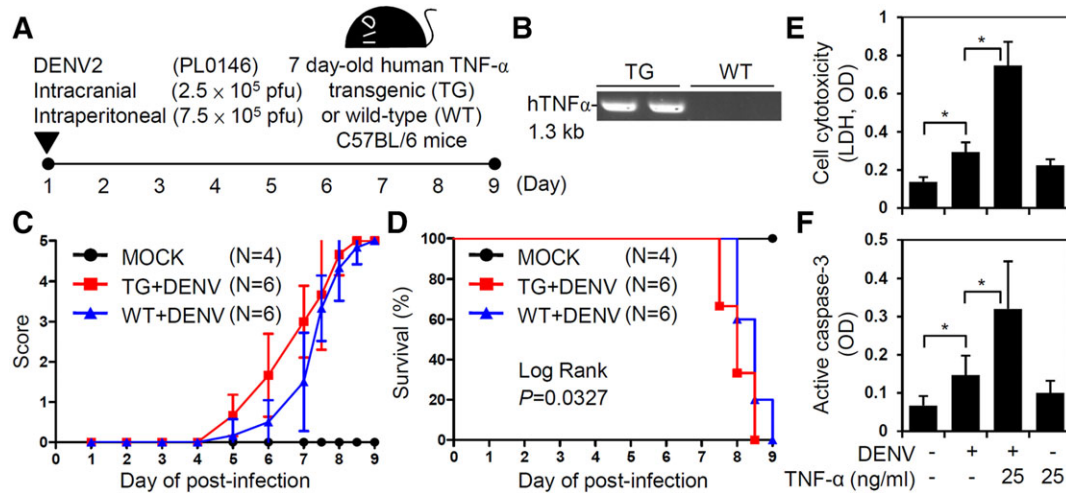 A
DENV2 (PL0146)
Intracranial (2.5 × 10⁵ pfu)
Intraperitoneal (7.5 × 10⁵ pfu)
7 day-old human TNF-α
transgenic (TG)
or wild-type (WT)
C57BL/6 mice
1 2 3 4 5 6 7 8 9 (Day)
B
TG WT
hTNFα-
1.3 kb
C
MOCK (N=4)
TG+DENV (N=6)
WT+DENV (N=6)
Score
5
4
3
2
1
0
0 1 2 3 4 5 6 7 8 9
Day of post-infection
D
MOCK (N=4)
TG+DENV (N=6)
WT+DENV (N=6)
Log Rank
P=0.0327
Survival (%)
100
80
60
40
20
0
0 1 2 3 4 5 6 7 8 9
Day of post-infection
E
Cell cytotoxicity
(LDH, OD)
1
0.8
0.6
0.4
0.2
0
* *
F
Active caspase-3
(OD)
0.5
0.4
0.3
0.2
0.1
0
* *
DENV - + + -
TNF-α (ng/ml) - - 25 25